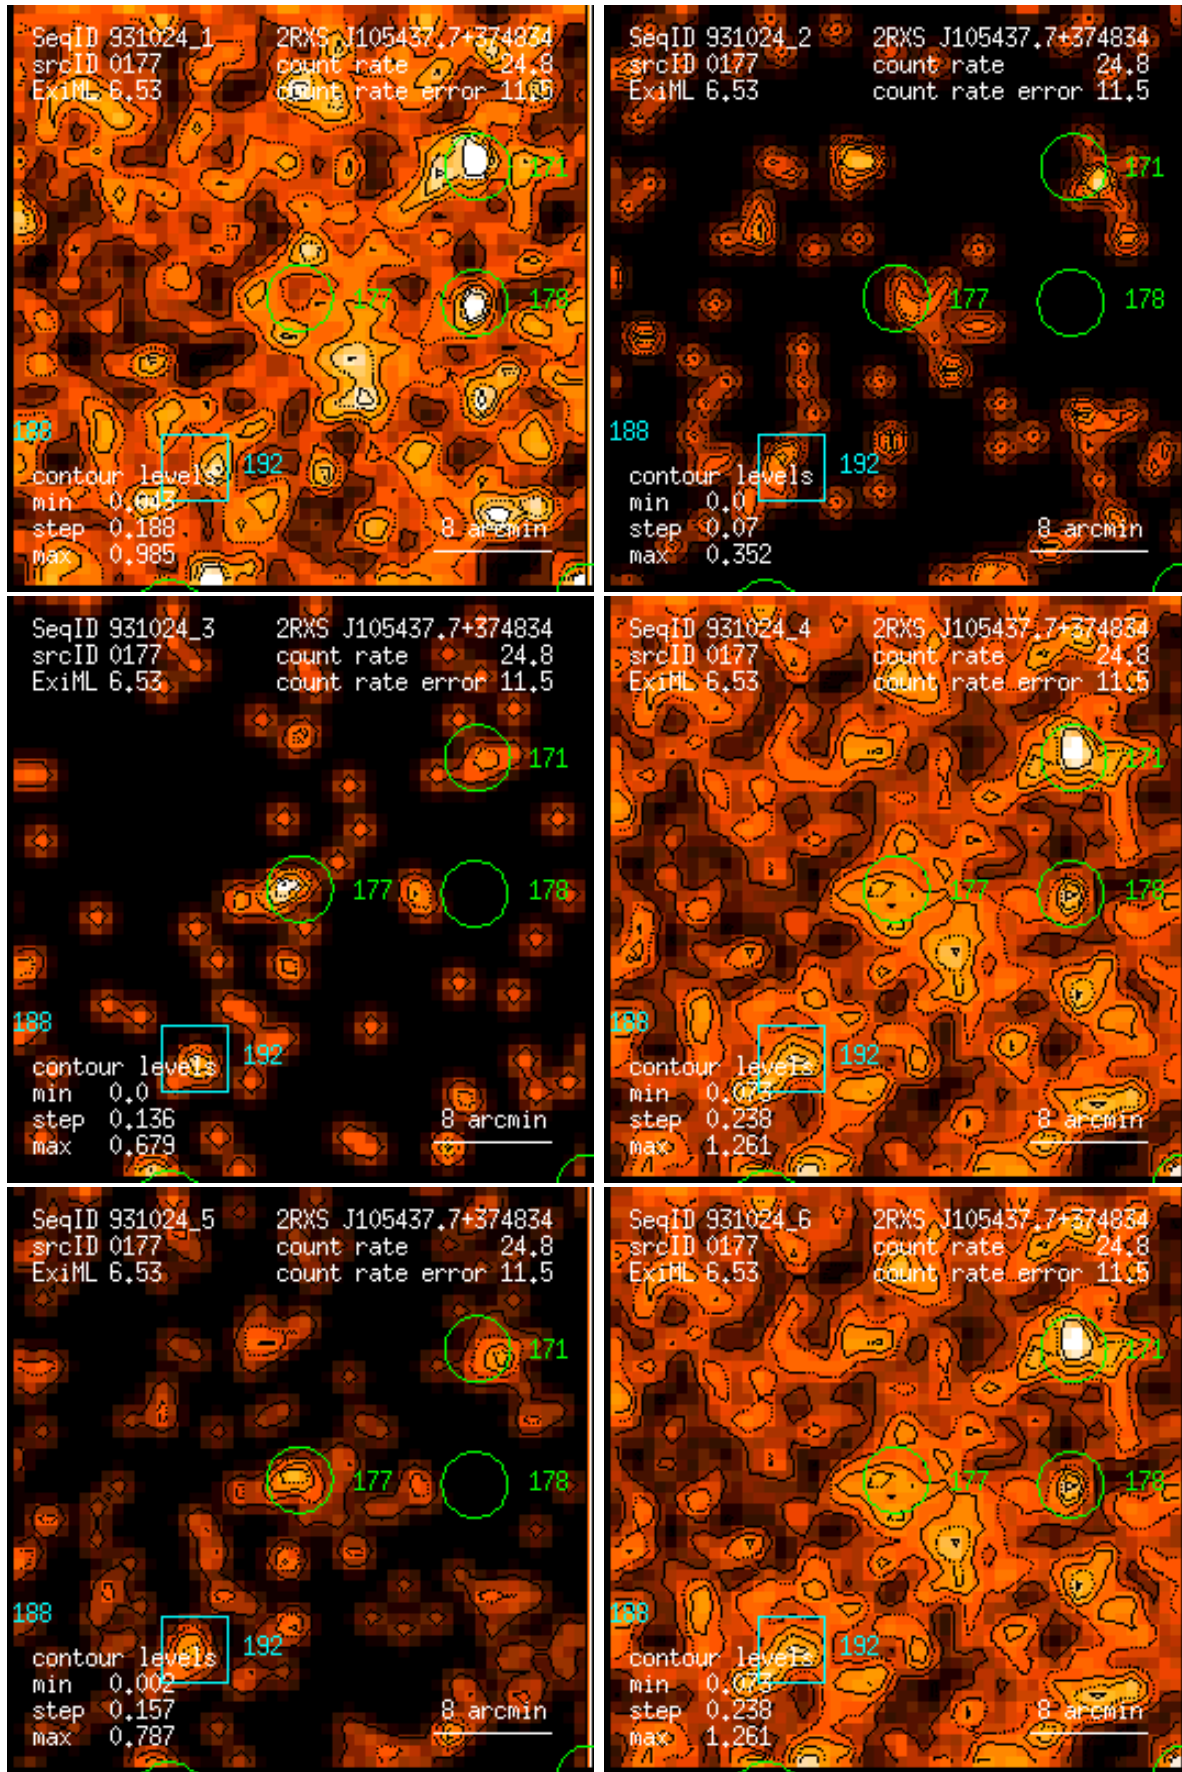 SeqID 931024_1 2RXS J105437.7+374834
srcID 0177 count rate 24.8
ExiML 6.53 count rate error 11.5
171
177 178
188
192
contour levels
min 0.043
step 0.188 8 arcmin
max 0.985
SeqID 931024_2 2RXS J105437.7+374834
srcID 0177 count rate 24.8
ExiML 6.53 count rate error 11.5
171
177 178
188
192
contour levels
min 0.0
step 0.07 8 arcmin
max 0.352
SeqID 931024_3 2RXS J105437.7+374834
srcID 0177 count rate 24.8
ExiML 6.53 count rate error 11.5
171
177 178
188
192
contour levels
min 0.0
step 0.136 8 arcmin
max 0.679
SeqID 931024_4 2RXS J105437.7+374834
srcID 0177 count rate 24.8
ExiML 6.53 count rate error 11.5
171
177 178
188
192
contour levels
min 0.073
step 0.238 8 arcmin
max 1.261
SeqID 931024_5 2RXS J105437.7+374834
srcID 0177 count rate 24.8
ExiML 6.53 count rate error 11.5
171
177 178
188
192
contour levels
min 0.002
step 0.157 8 arcmin
max 0.787
SeqID 931024_6 2RXS J105437.7+374834
srcID 0177 count rate 24.8
ExiML 6.53 count rate error 11.5
171
177 178
188
192
contour levels
min 0.073
step 0.238 8 arcmin
max 1.261